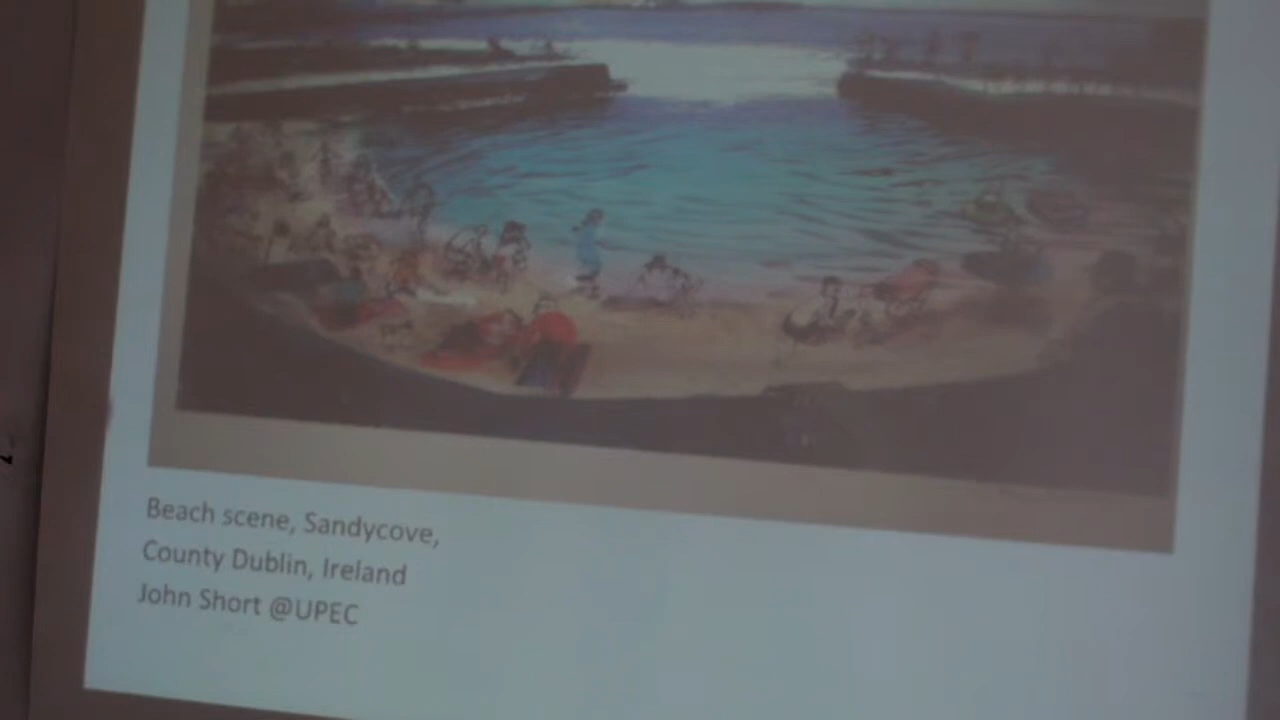 Beach scene, Sandycove,
County Dublin, Ireland
John Short @UPEC